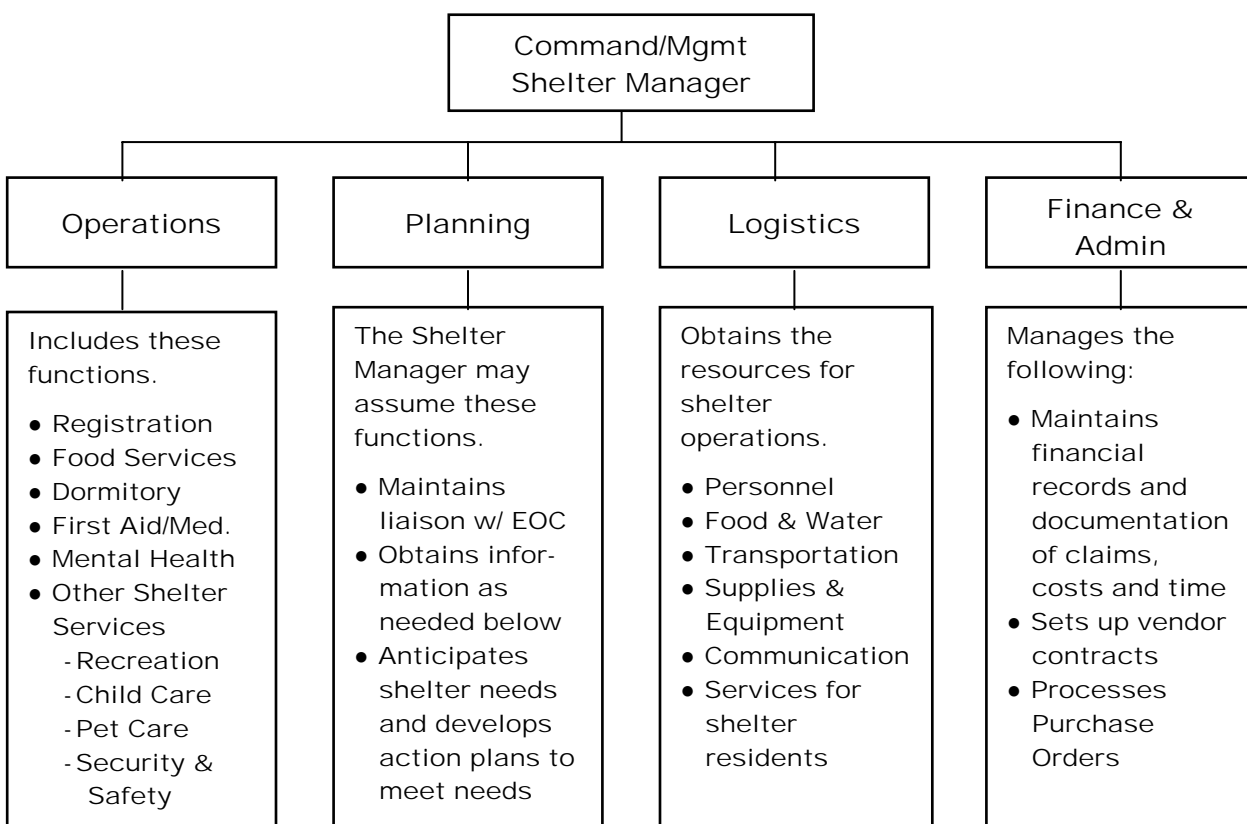 Command/Mgmt
Shelter Manager
Operations
Planning
Logistics
Finance &
Admin
Includes these
functions.
● Registration
● Food Services
● Dormitory
● First Aid/Med.
● Mental Health
● Other Shelter
Services
- Recreation
- Child Care
- Pet Care
- Security &
Safety
The Shelter
Manager may
assume these
functions.
● Maintains
liaison w/ EOC
● Obtains infor-
mation as
needed below
● Anticipates
shelter needs
and develops
action plans to
meet needs
Obtains the
resources for
shelter
operations.
● Personnel
● Food & Water
● Transportation
● Supplies &
Equipment
● Communication
● Services for
shelter
residents
Manages the
following:
● Maintains
financial
records and
documentation
of claims,
costs and time
● Sets up vendor
contracts
● Processes
Purchase
Orders